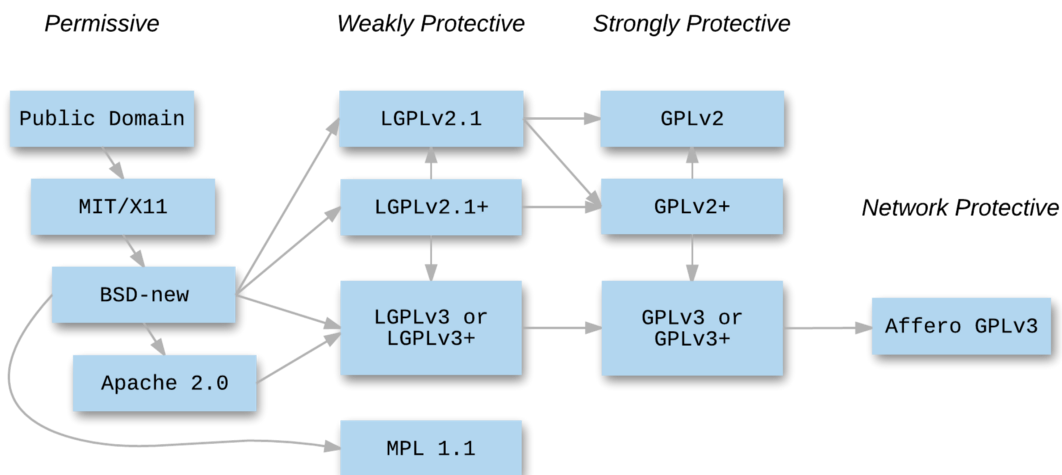 Permissive
Weakly Protective
Strongly Protective
Public Domain
LGPLv2.1
GPLv2
MIT/X11
LGPLv2.1+
GPLv2+
Network Protective
BSD-new
LGPLv3 or
LGPLv3+
GPLv3 or
GPLv3+
Affero GPLv3
Apache 2.0
MPL 1.1